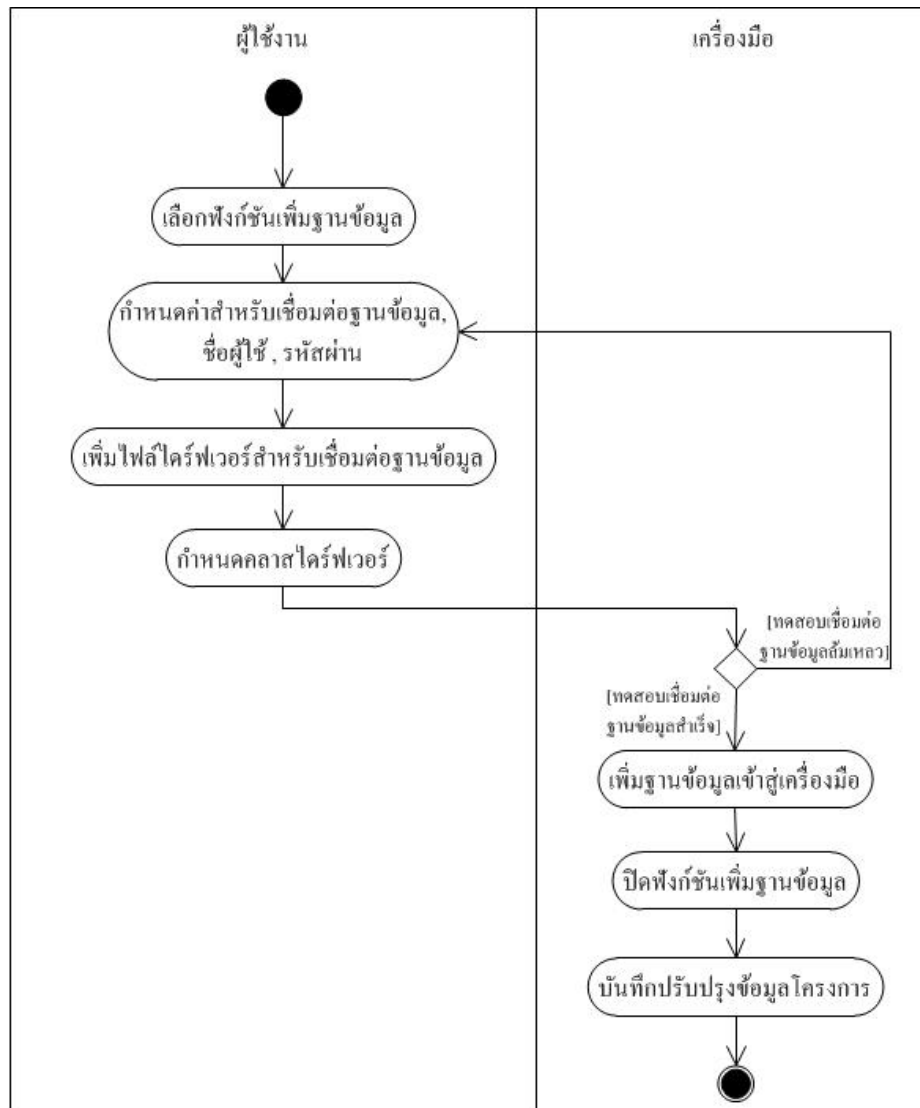 ผู้ใช้งาน
เครื่องมือ
เลือกฟังก์ชันเพิ่มฐานข้อมูล
กำหนดค่าสำหรับเชื่อมต่อฐานข้อมูล,
ชื่อผู้ใช้ , รหัสผ่าน
เพิ่มไฟล์ไดร์ฟเวอร์สำหรับเชื่อมต่อฐานข้อมูล
กำหนดคลาสไดร์ฟเวอร์
[ทดสอบเชื่อมต่อ
ฐานข้อมูลล้มเหลว]
[ทดสอบเชื่อมต่อ
ฐานข้อมูลสำเร็จ]
เพิ่มฐานข้อมูลเข้าสู่เครื่องมือ
ปิดฟังก์ชันเพิ่มฐานข้อมูล
บันทึกปรับปรุงข้อมูลโครงการ